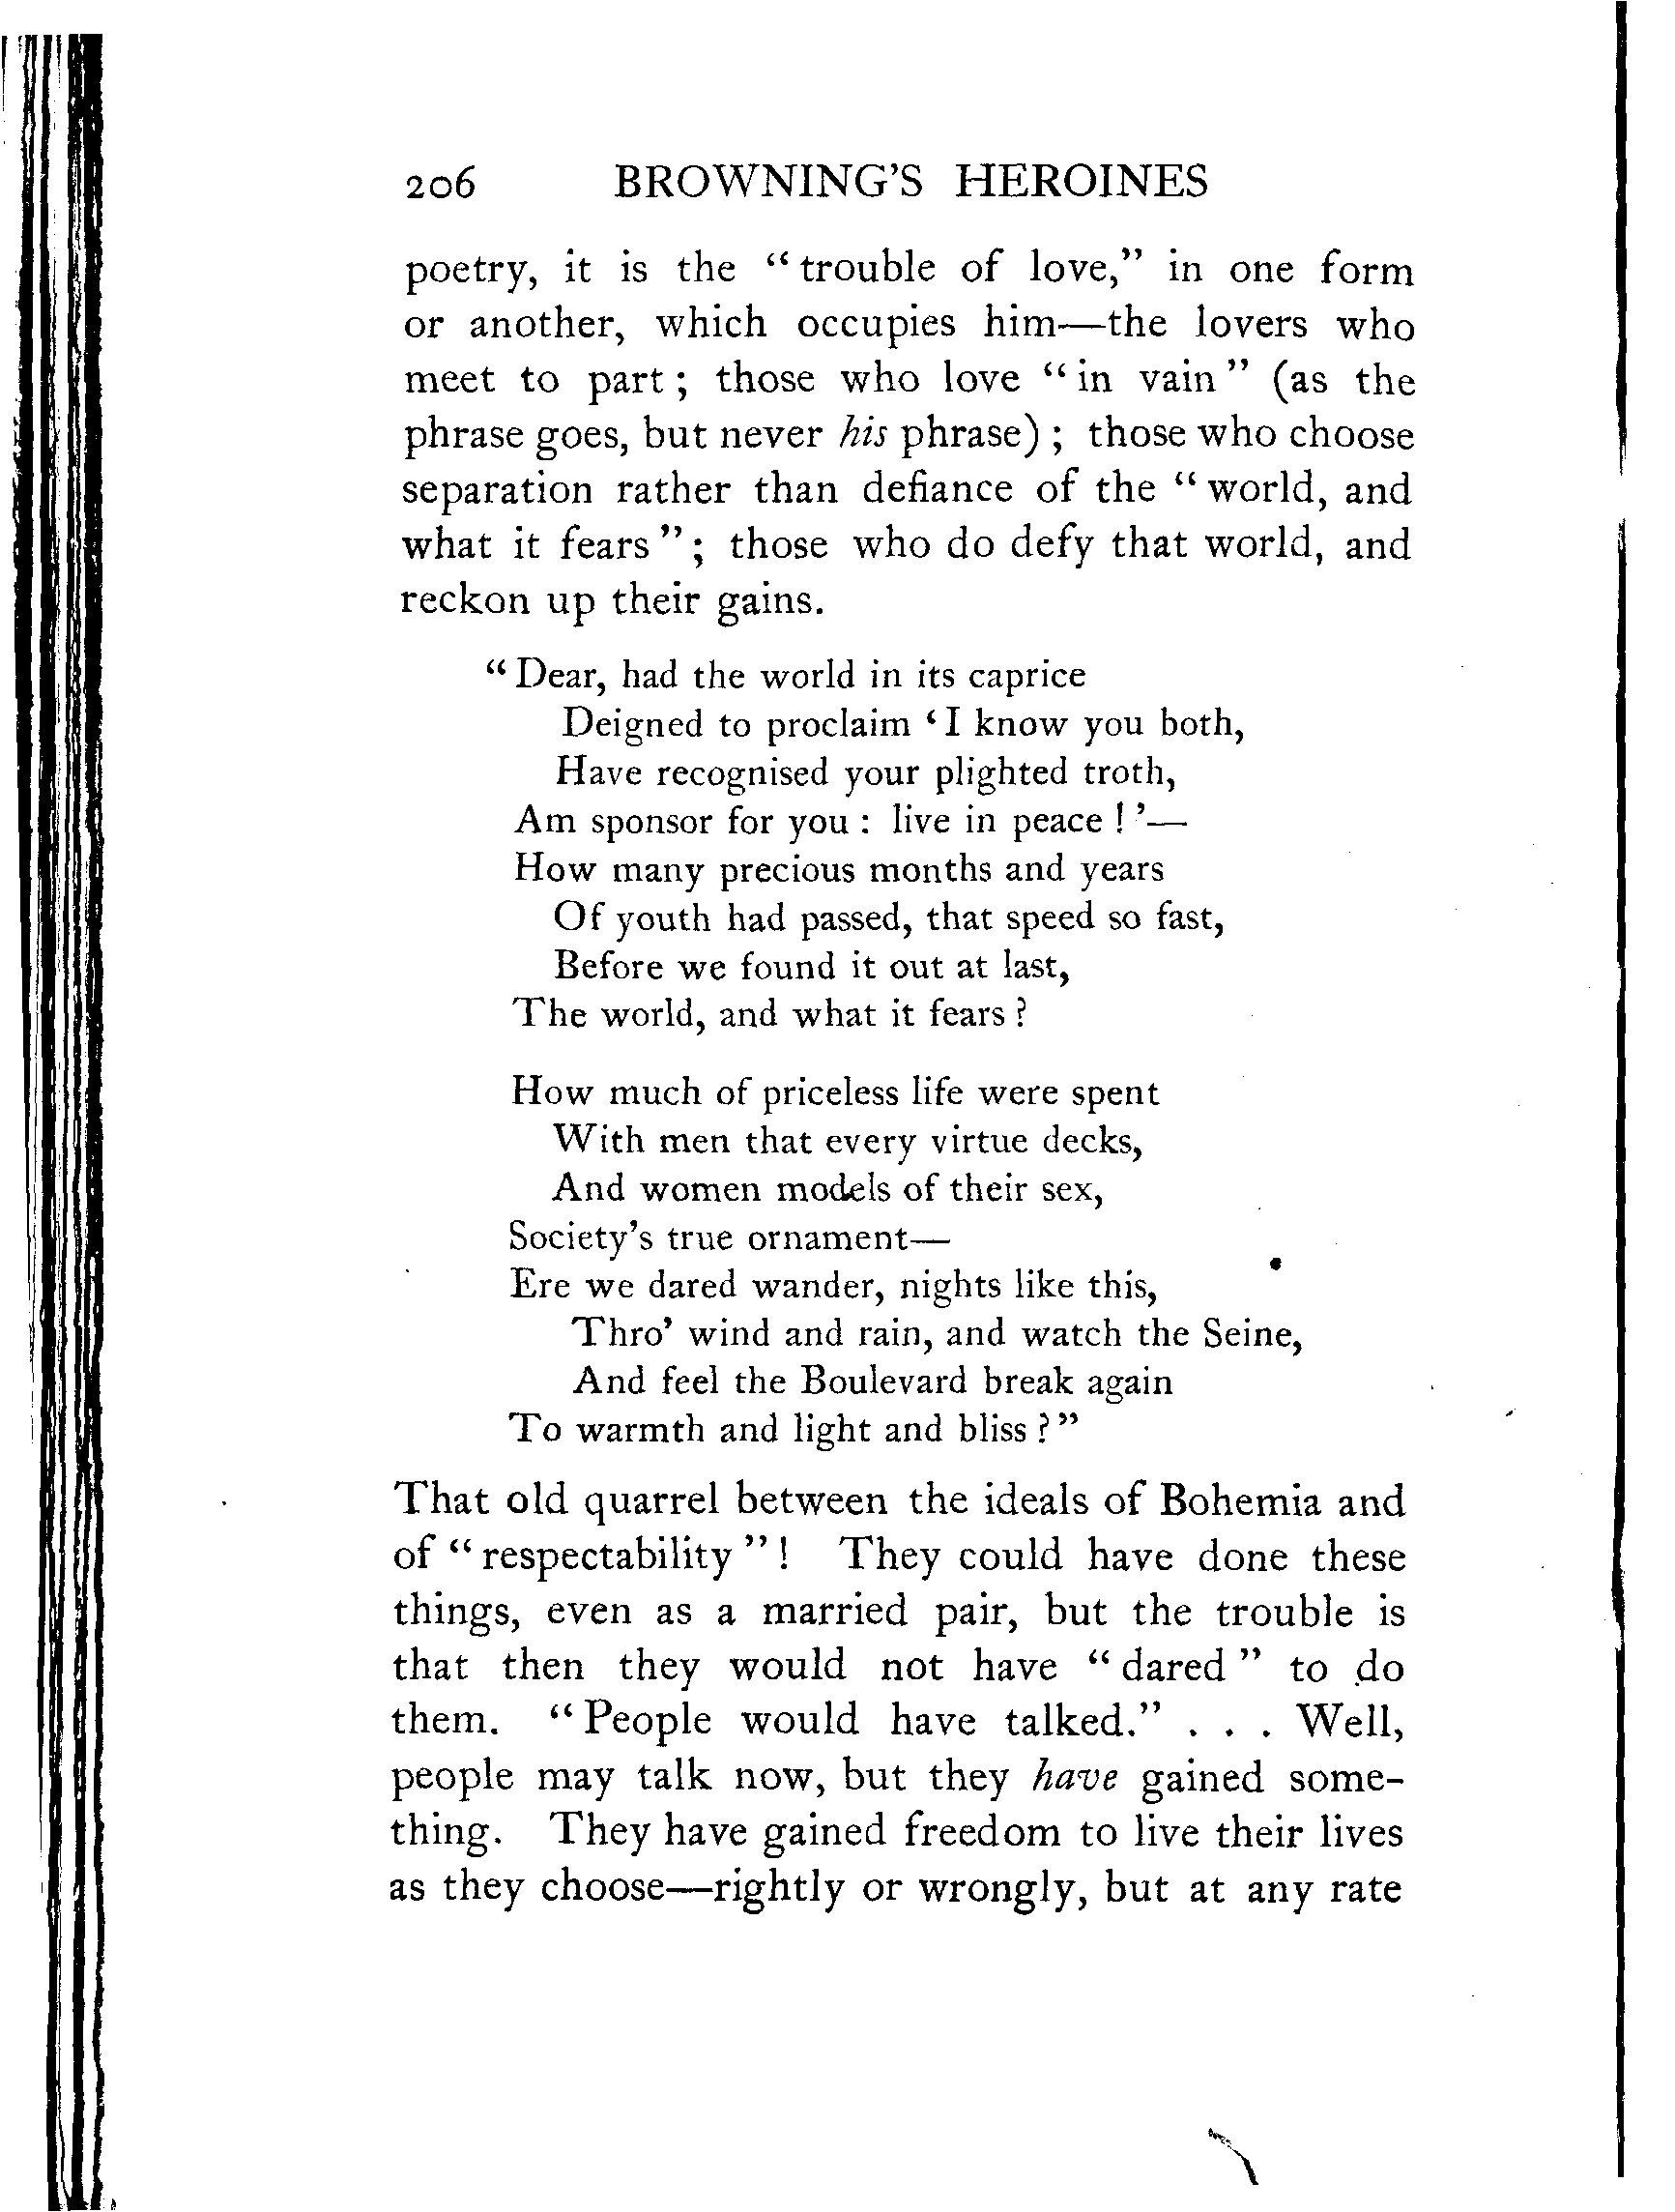 206 BROWNING'S HEROINES
poetry, it is the “trouble of love,” in one form
or another, which occupies him—the lovers who
meet to part; those who love “in vain” (as the
phrase goes, but never his phrase); those who choose
separation rather than defiance of the “world, and
what it fears”; those who do defy that world, and
reckon up their gains.
“Dear, had the world in its caprice
Deigned to proclaim ‘I know you both,
Have recognised your plighted troth,
Am sponsor for you: live in peace!’—
How many precious months and years
Of youth had passed, that speed so fast,
Before we found it out at last,
The world, and what it fears?
How much of priceless life were spent
With men that every virtue decks,
And women models of their sex,
Society's true ornament—
Ere we dared wander, nights like this,
Thro' wind and rain, and watch the Seine,
And feel the Boulevard break again
To warmth and light and bliss?”
That old quarrel between the ideals of Bohemia and
of “respectability”! They could have done these
things, even as a married pair, but the trouble is
that then they would not have “dared” to do
them. “People would have talked.” . . . Well,
people may talk now, but they have gained some-
thing. They have gained freedom to live their lives
as they choose—rightly or wrongly, but at any rate